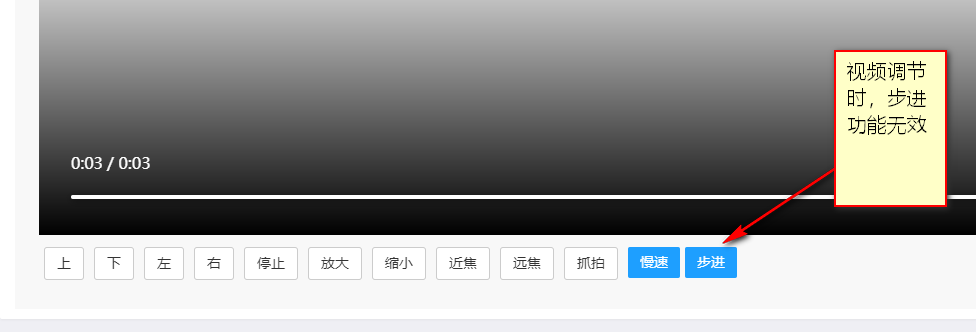 视频调节
时，步进
功能无效
0:03 / 0:03
上 下 左 右 停止 放大 缩小 近焦 远焦 抓拍 慢速 步进